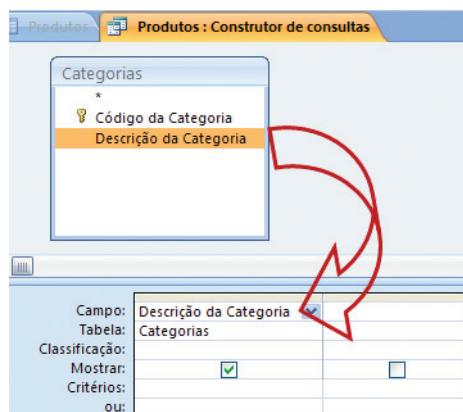 Produtos
Produtos : Construtor de consultas
Categorias
*
Código da Categoria
Descrição da Categoria
Campo: Descrição da Categoria
Tabela: Categorias
Classificação:
Mostrar:
Critérios:
ou: